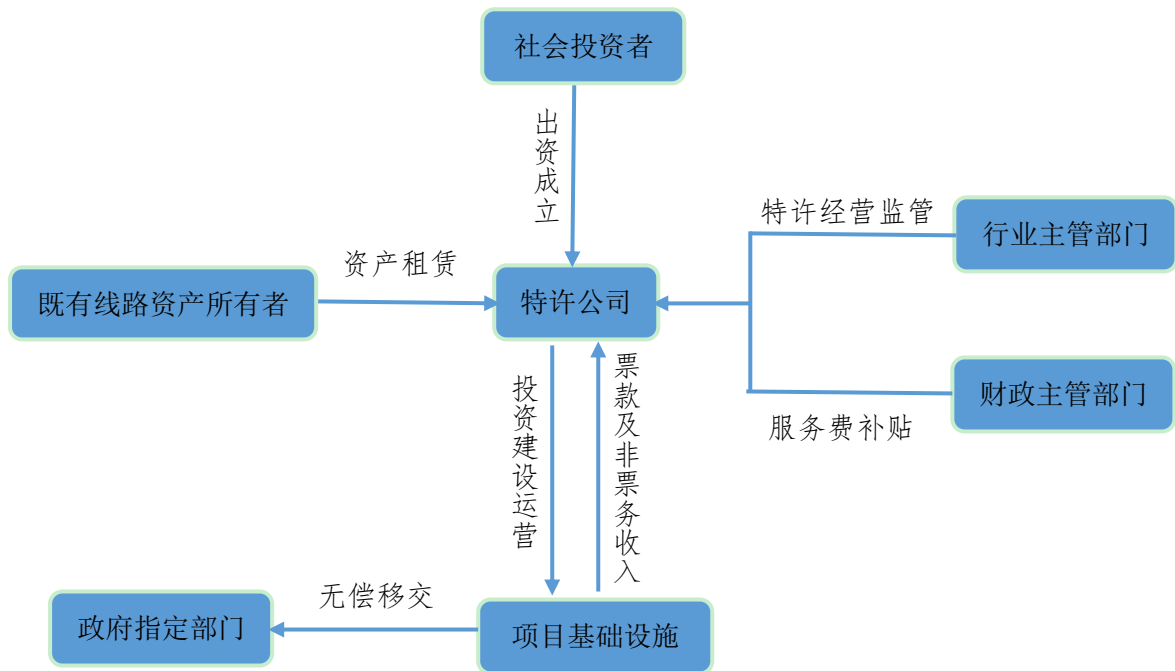 社会投资者
出资成立
特许经营监管
行业主管部门
资产租赁
既有线路资产所有者
特许公司
财政主管部门
服务费补贴
投资建设运营
票款及非票务收入
无偿移交
政府指定部门
项目基础设施